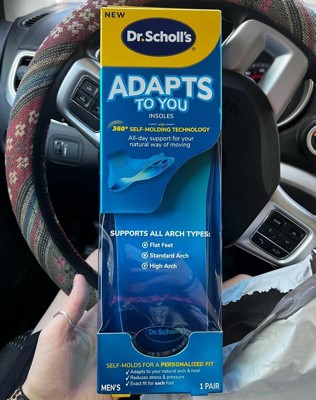 NEW
Dr. Scholl's
ADAPTS
TO YOU
INSOLES
with
360° SELF-MOLDING TECHNOLOGY
All-day support for your
natural way of moving
SUPPORTS ALL ARCH TYPES:
Flat Feet
Standard Arch
High Arch
Dr. Scholl's
SELF-MOLDS FOR A PERSONALIZED FIT
Adapts to your natural arch & heel
Reduces stress & pressure
Exact fit for each foot
MEN'S
1 PAIR